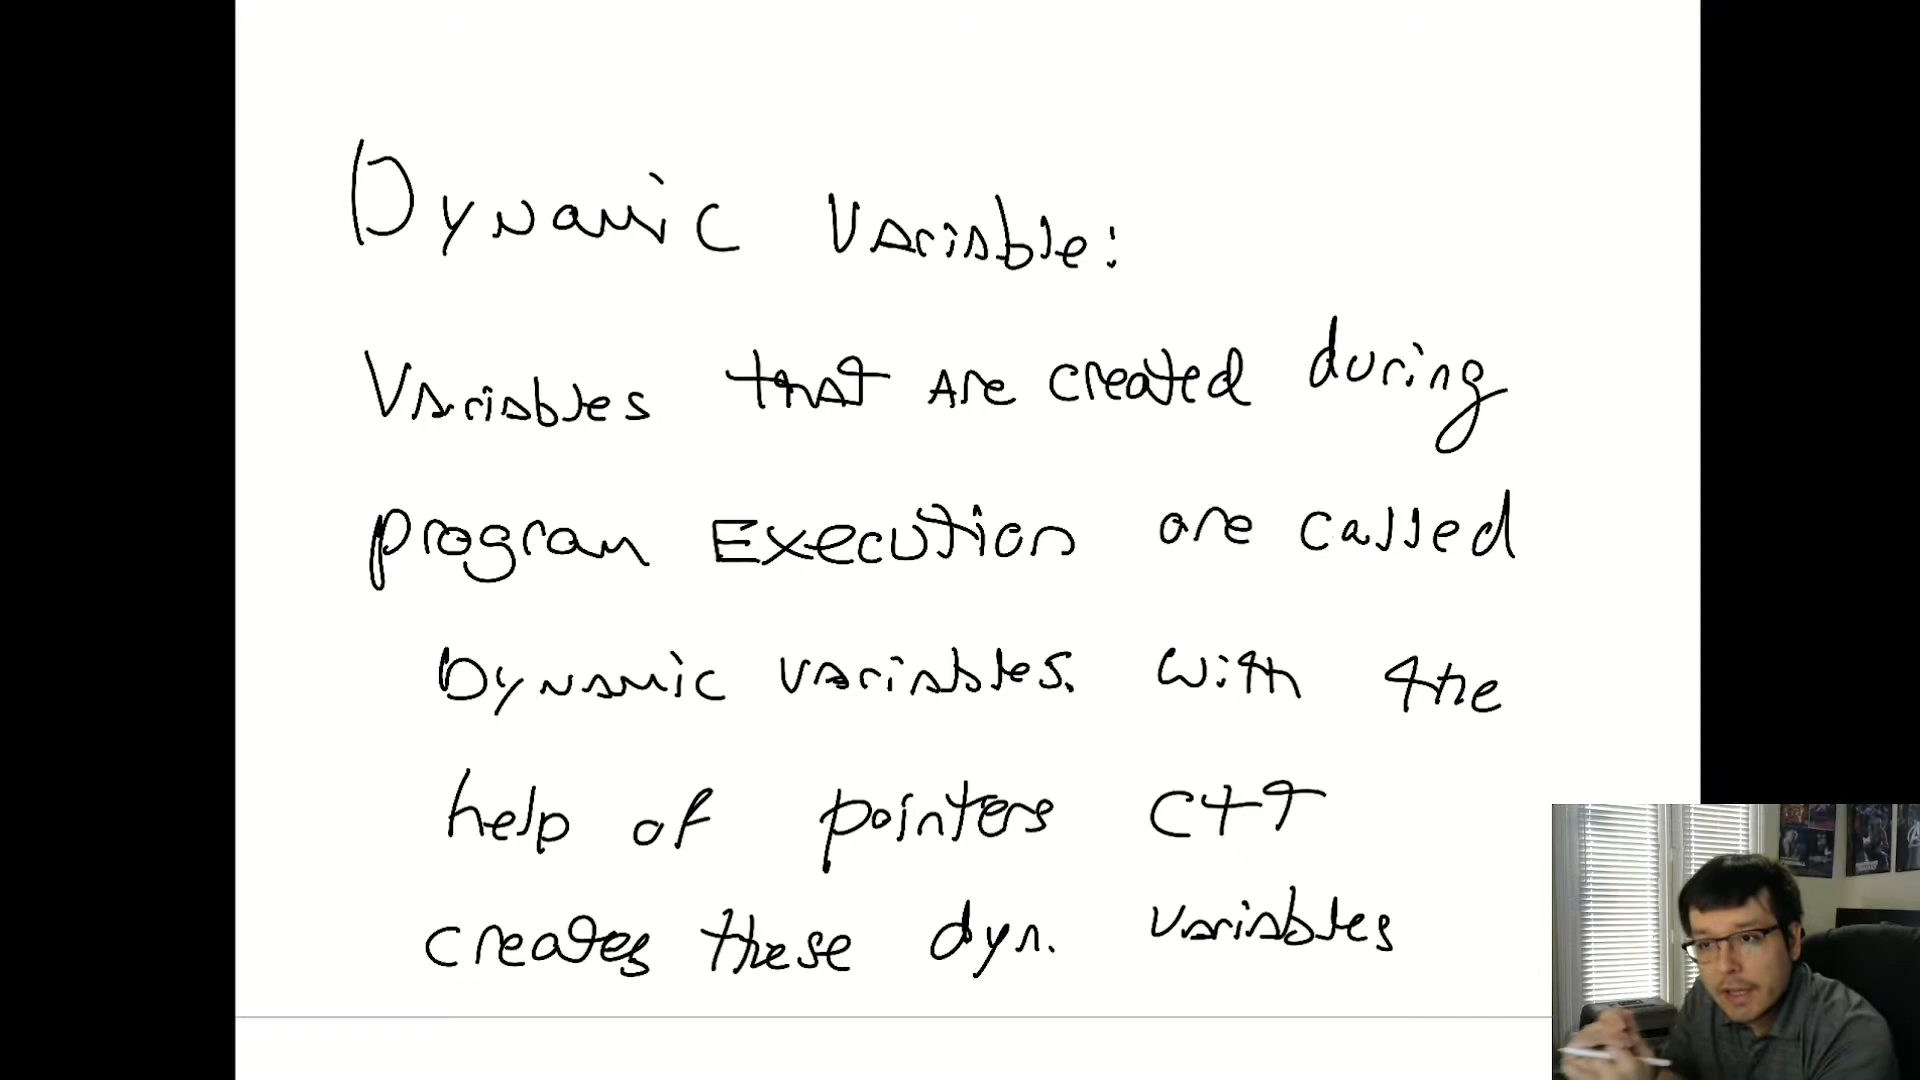 Dynamic Variable:
Variables that are created during
program Execution are called
Dynamic variables. With the
help of pointers C++
creates these dyn. variables